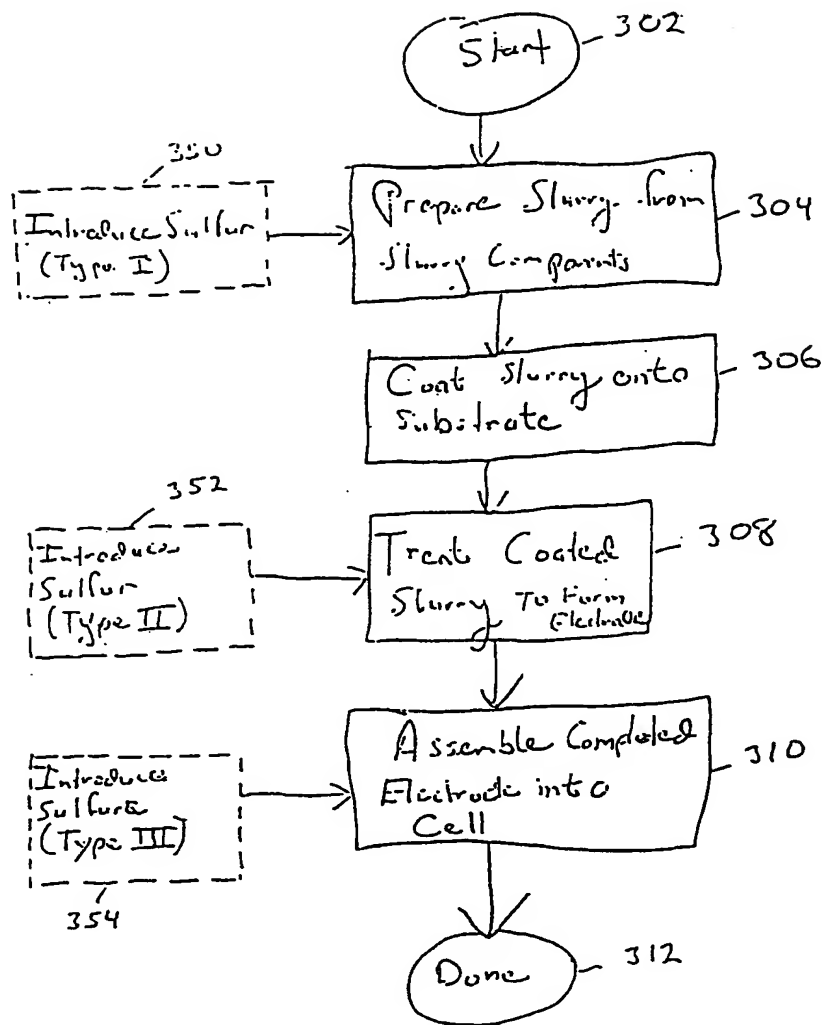 Start
302
350
Introduce Sulfur
(Type I)
Prepare Slurry from
Slurry Components
304
Coat Slurry onto
Substrate
306
352
Introduce
Sulfur
(Type II)
Treat Coated
Slurry To Form
Electrode
308
Introduce
Sulfur
(Type III)
354
Assemble Completed
Electrode into
Cell
310
Done
312